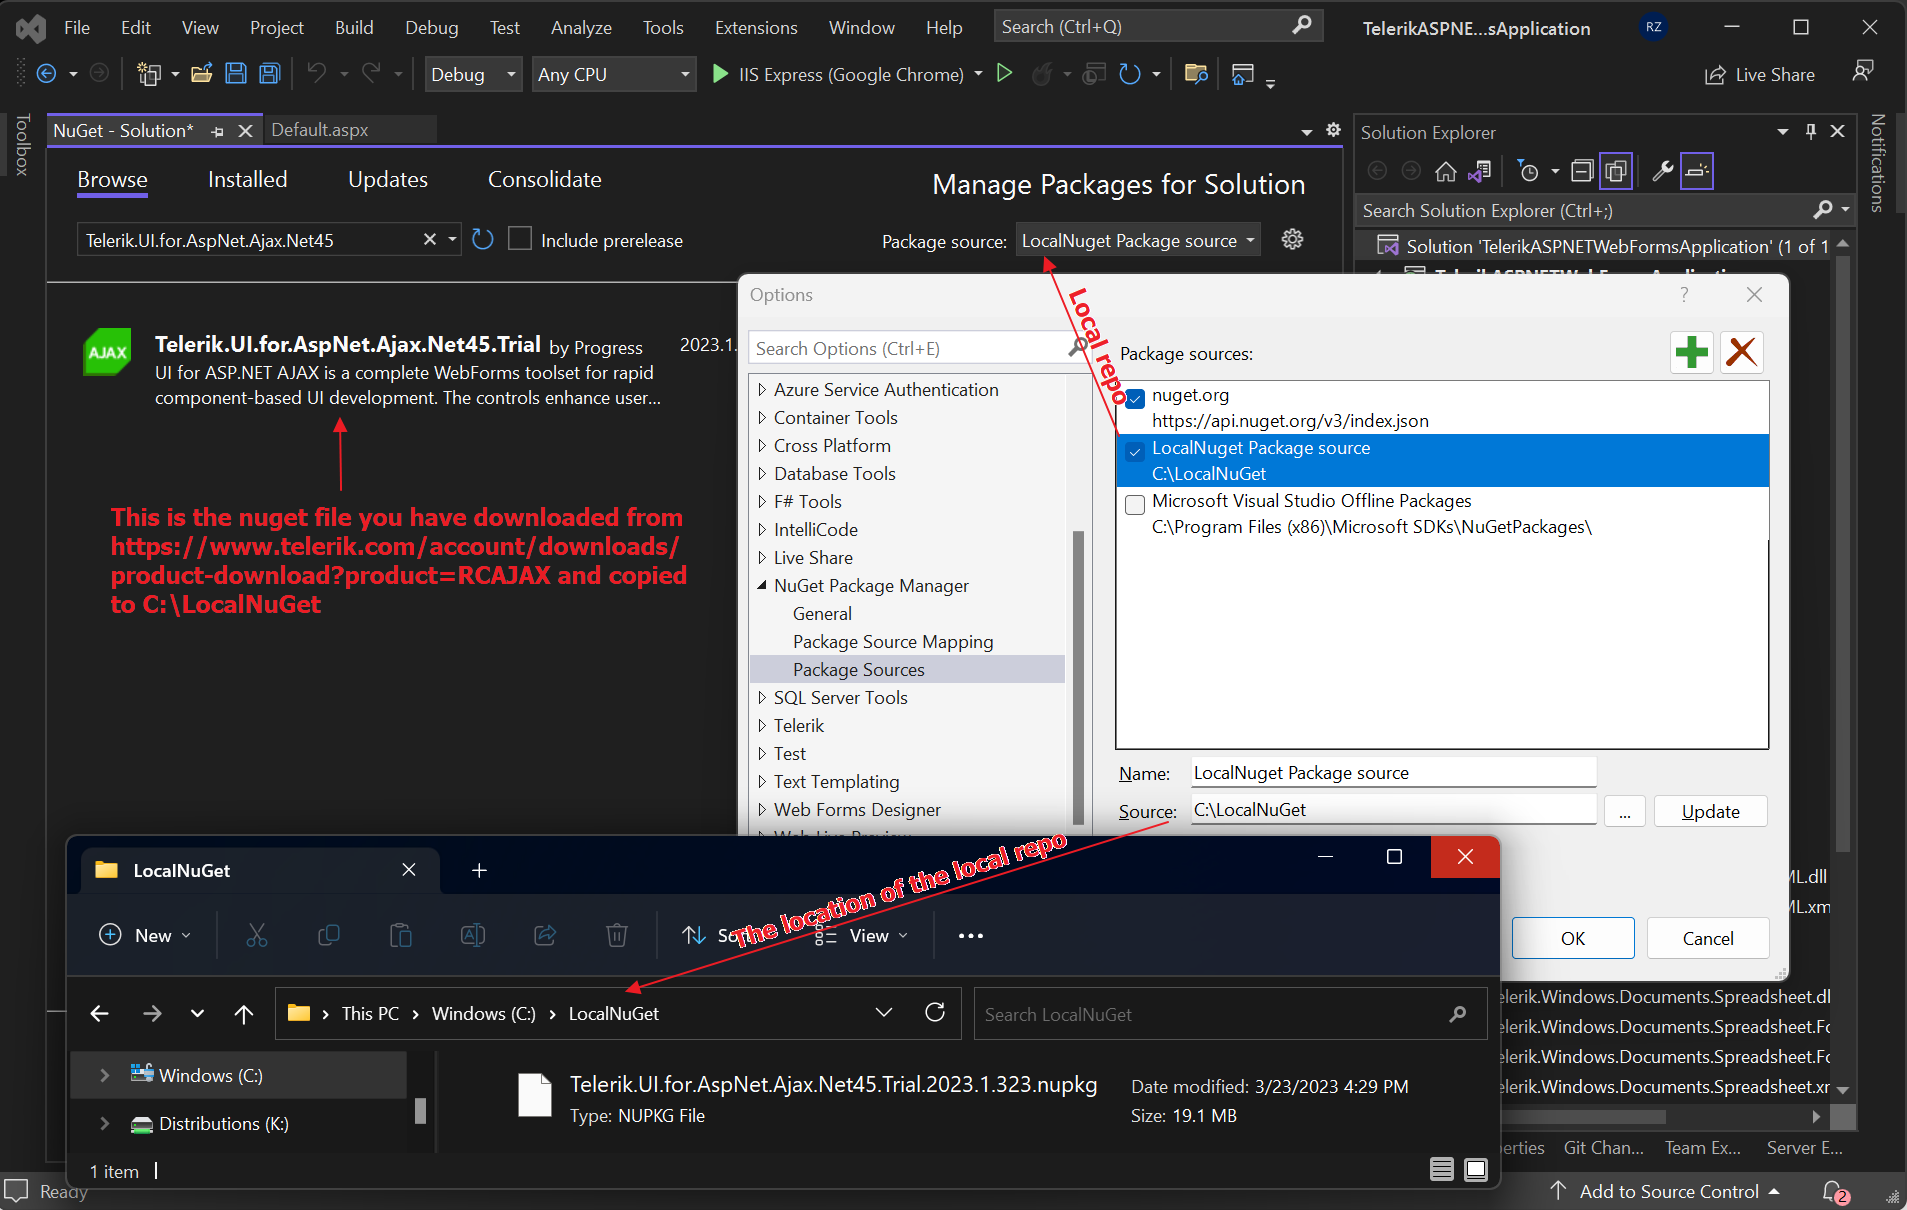 File Edit View Project Build Debug Test Analyze Tools Extensions Window Help Search (Ctrl+Q) TelerikASPNE...sApplication RZ
Debug Any CPU IIS Express (Google Chrome) Live Share
Toolbox
NuGet - Solution* Default.aspx
Solution Explorer
Notifications
Browse Installed Updates Consolidate
Manage Packages for Solution
Search Solution Explorer (Ctrl+;)
Telerik.UI.for.AspNet.Ajax.Net45 Include prerelease Package source: LocalNuget Package source
Solution 'TelerikASPNETWebFormsApplication' (1 of 1
AJAX
Telerik.UI.for.AspNet.Ajax.Net45.Trial by Progress 2023.1.
UI for ASP.NET AJAX is a complete WebForms toolset for rapid
component-based UI development. The controls enhance user...
This is the nuget file you have downloaded from
https://www.telerik.com/account/downloads/
product-download?product=RCAJAX and copied
to C:\LocalNuGet
Options ?
Search Options (Ctrl+E)
Local repo
Package sources:
Azure Service Authentication
Container Tools
Cross Platform
Database Tools
F# Tools
IntelliCode
Live Share
NuGet Package Manager
General
Package Source Mapping
Package Sources
SQL Server Tools
Telerik
Test
Text Templating
Web Forms Designer
nuget.org
https://api.nuget.org/v3/index.json
LocalNuget Package source
C:\LocalNuGet
Microsoft Visual Studio Offline Packages
C:\Program Files (x86)\Microsoft SDKs\NuGetPackages\
Name: LocalNuget Package source
Source: C:\LocalNuGet ... Update
OK Cancel
The location of the local repo
LocalNuGet
New View
This PC Windows (C:) LocalNuGet Search LocalNuGet
Windows (C:)
Distributions (K:)
Telerik.UI.for.AspNet.Ajax.Net45.Trial.2023.1.323.nupkg
Type: NUPKG File
Date modified: 3/23/2023 4:29 PM
Size: 19.1 MB
1 item
ML.dll
ML.xm
elerik.Windows.Documents.Spreadsheet.dl
elerik.Windows.Documents.Spreadsheet.Fo
elerik.Windows.Documents.Spreadsheet.Fo
elerik.Windows.Documents.Spreadsheet.xr
erties Git Chan... Team Ex... Server E...
Ready Add to Source Control 2